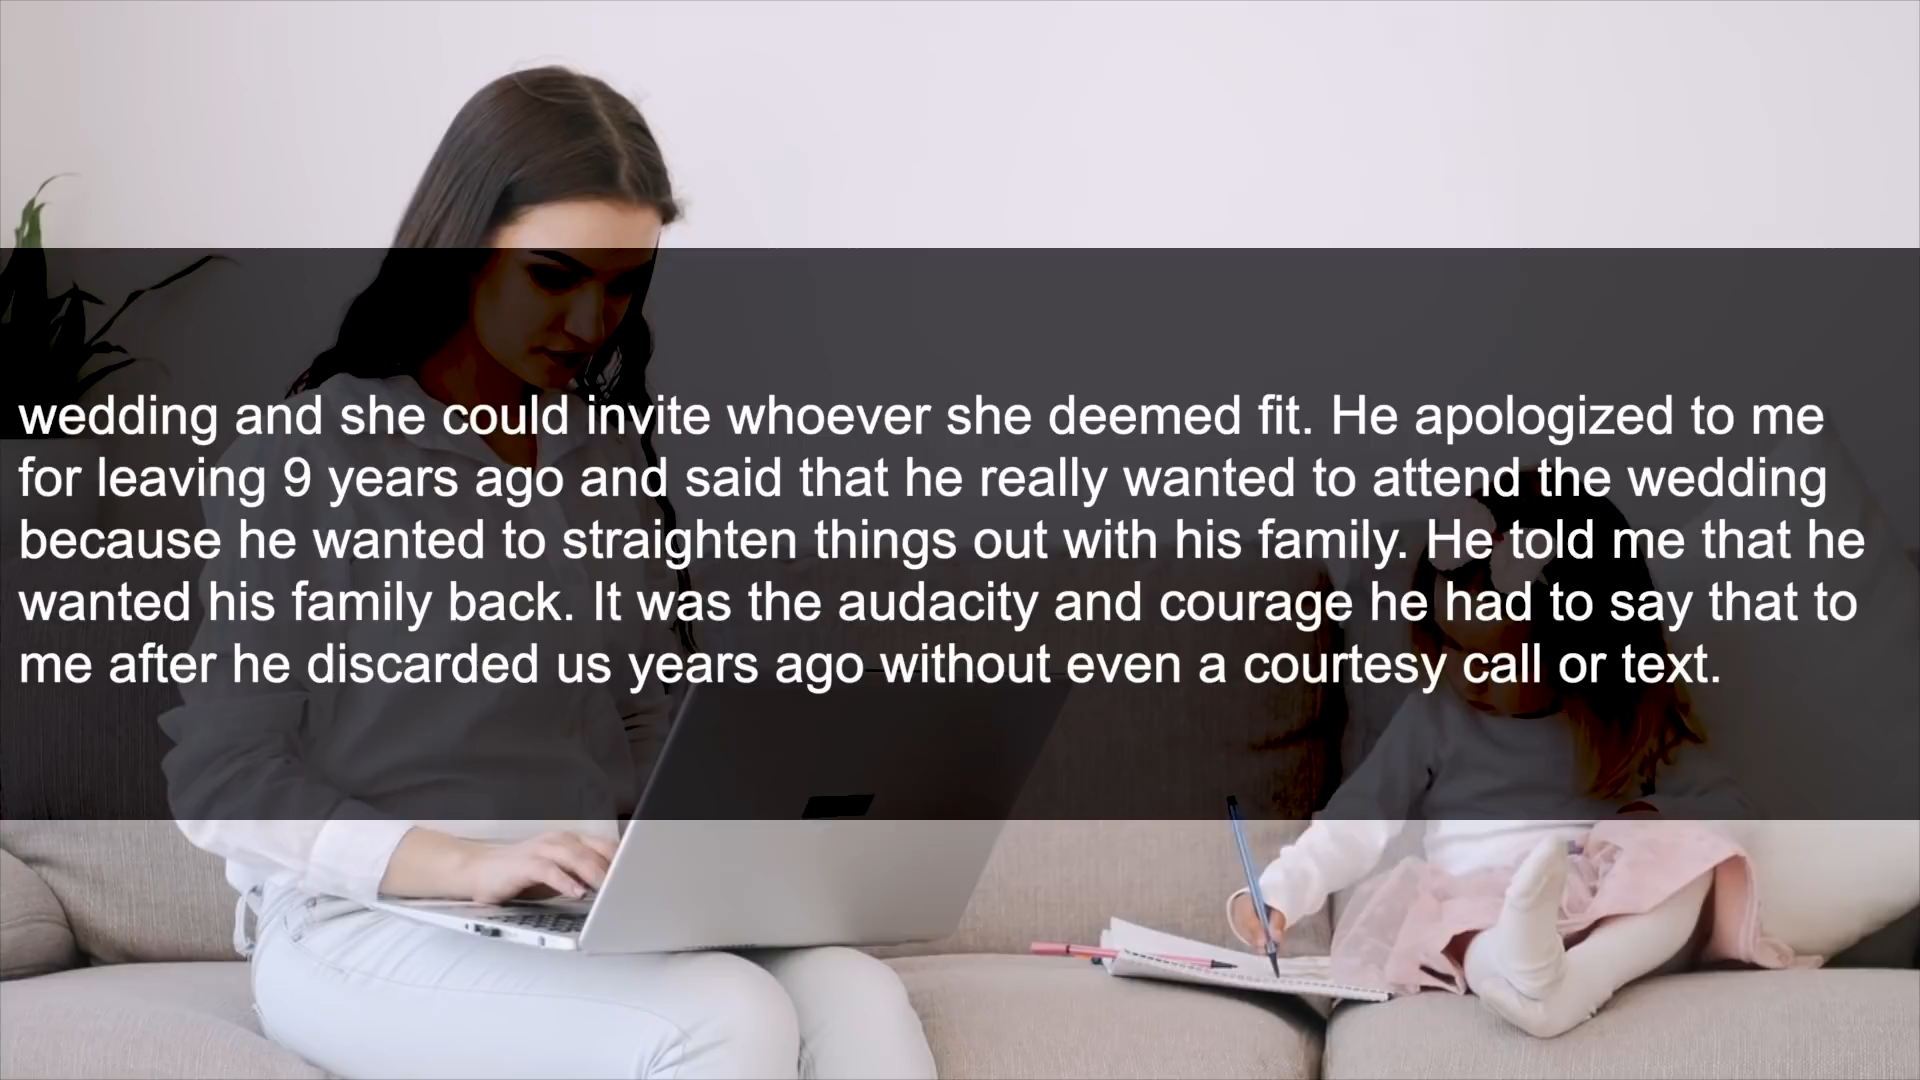 wedding and she could invite whoever she deemed fit. He apologized to me
for leaving 9 years ago and said that he really wanted to attend the wedding
because he wanted to straighten things out with his family. He told me that he
wanted his family back. It was the audacity and courage he had to say that to
me after he discarded us years ago without even a courtesy call or text.